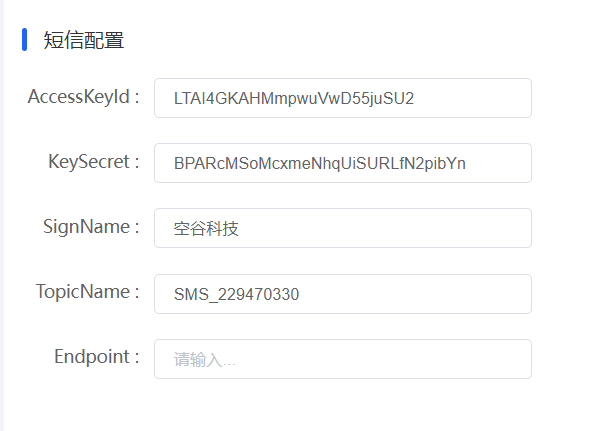 短信配置
AccessKeyId : LTAI4GKAHMmpwuVwD55juSU2
KeySecret : BPARcMSoMcxmeNhqUiSURLfN2pibYn
SignName : 空谷科技
TopicName : SMS_229470330
Endpoint : 请输入...